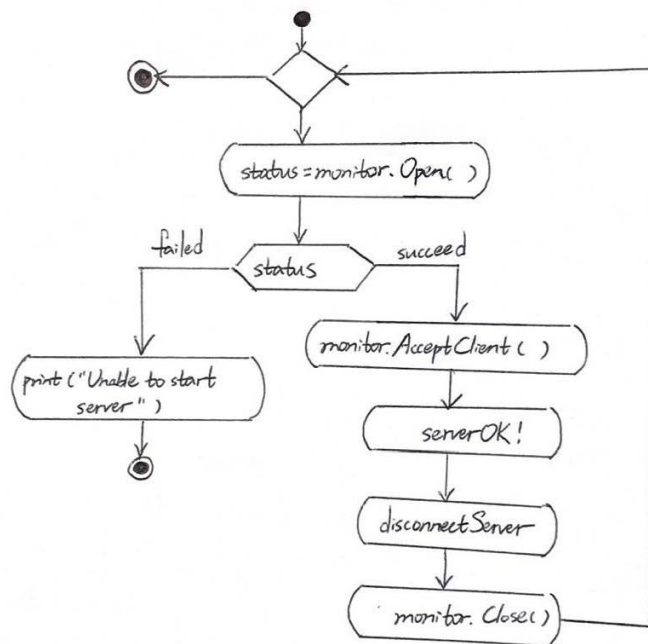 status=monitor.Open( )
failed
status
succeed
monitor.AcceptClient( )
print("Unable to start
server")
serverOK!
disconnectServer
monitor.Close()